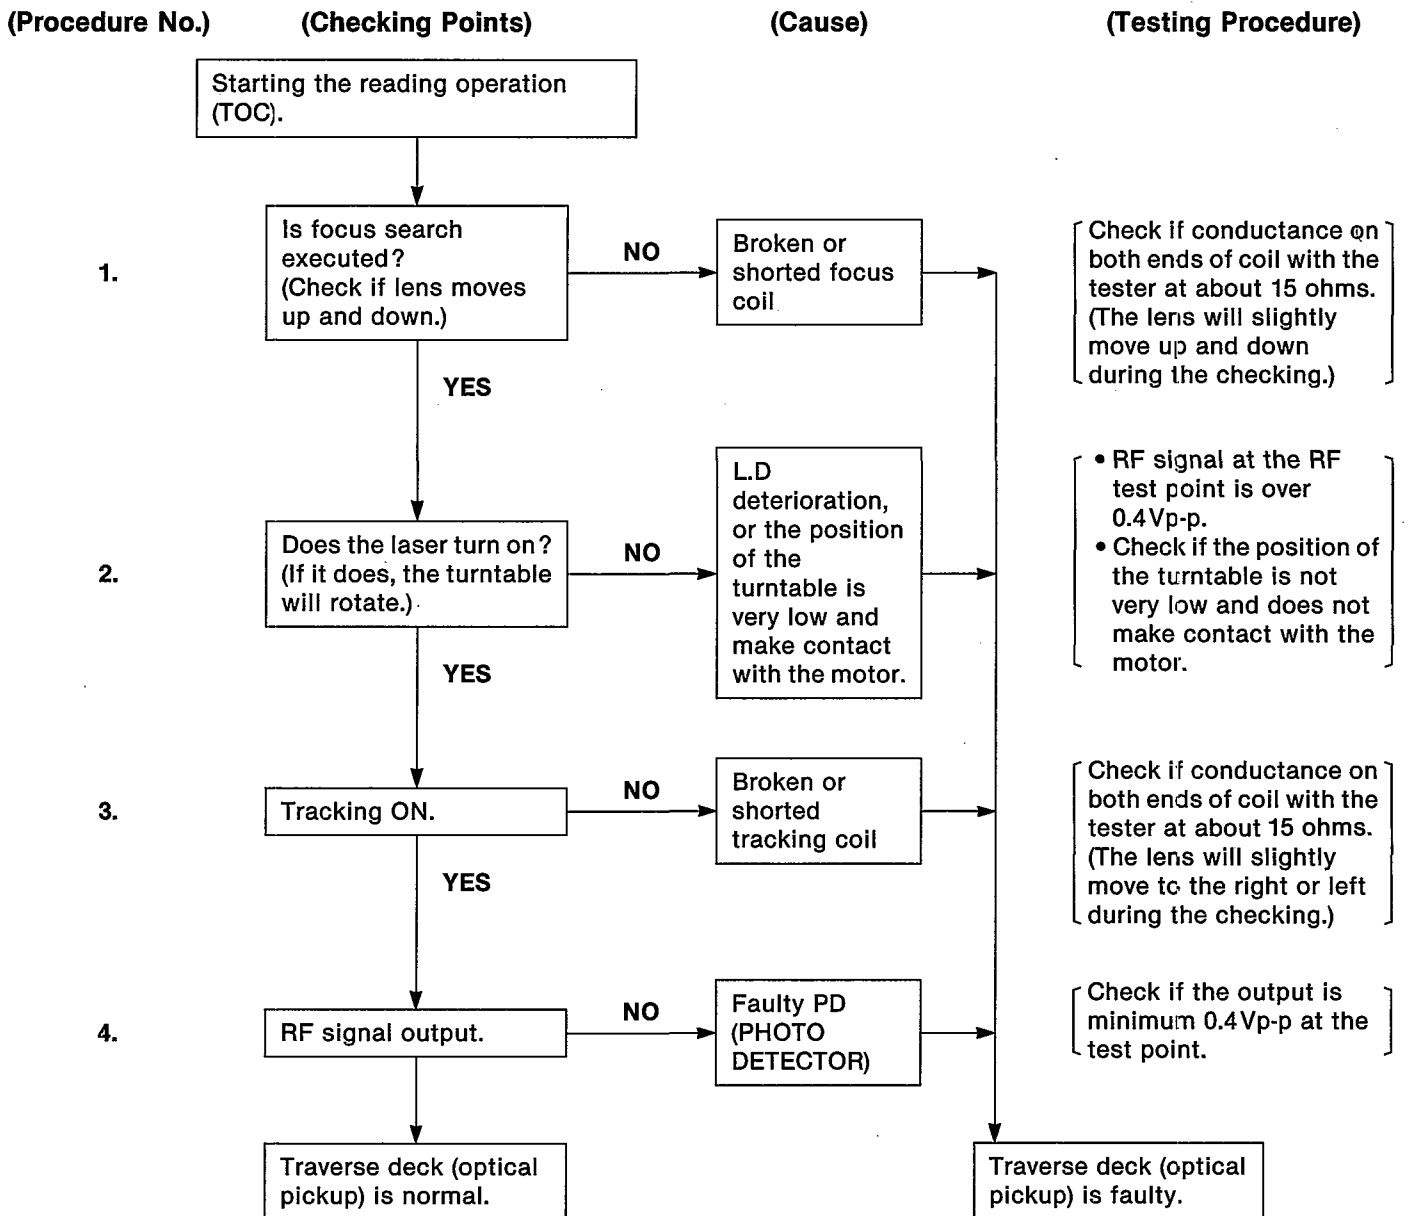 (Procedure No.) (Checking Points) (Cause) (Testing Procedure)
Starting the reading operation
(TOC).
1.
Is focus search
executed?
(Check if lens moves
up and down.)
NO
Broken or
shorted focus
coil
Check if conductance on
both ends of coil with the
tester at about 15 ohms.
(The lens will slightly
move up and down
during the checking.)
YES
2.
Does the laser turn on?
(If it does, the turntable
will rotate.)
NO
L.D
deterioration,
or the position
of the
turntable is
very low and
make contact
with the motor.
• RF signal at the RF
test point is over
0.4Vp-p.
• Check if the position of
the turntable is not
very low and does not
make contact with the
motor.
YES
3.
Tracking ON.
NO
Broken or
shorted
tracking coil
Check if conductance on
both ends of coil with the
tester at about 15 ohms.
(The lens will slightly
move to the right or left
during the checking.)
YES
4.
RF signal output.
NO
Faulty PD
(PHOTO
DETECTOR)
Check if the output is
minimum 0.4Vp-p at the
test point.
Traverse deck (optical
pickup) is normal.
Traverse deck (optical
pickup) is faulty.